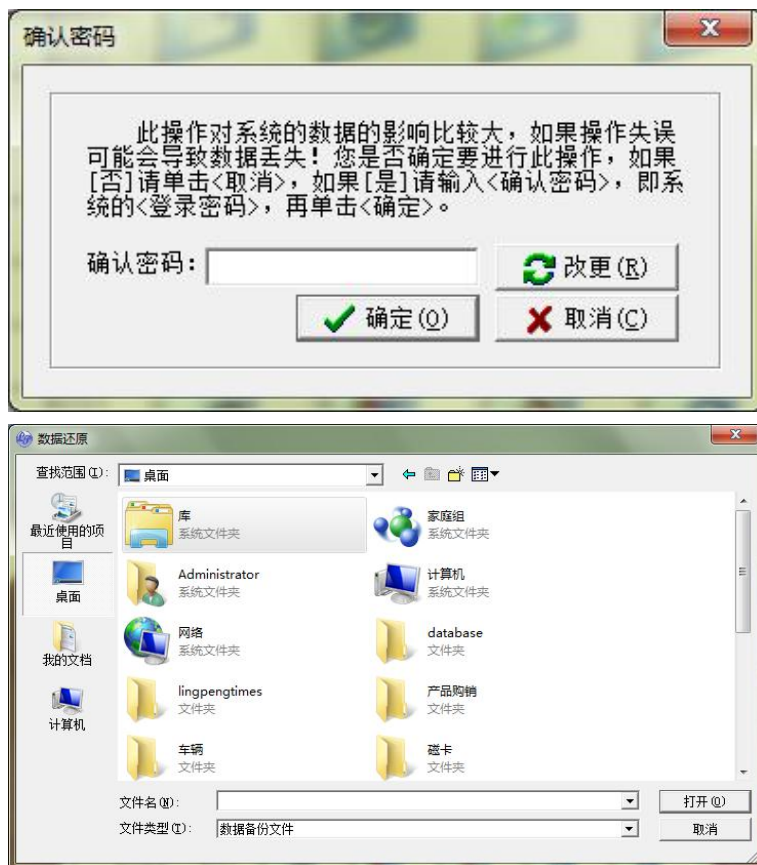 确认密码
此操作对系统的数据的影响比较大,如果操作失误
可能会导致数据丢失!您是否确定要进行此操作,如果
[否]请单击<取消>,如果[是]请输入<确认密码>,即系
统的<登录密码>,再单击<确定>。
确认密码:
改更(R)
确定(O)
取消(C)
数据还原
查找范围(I):
桌面
最近使用的项
目
桌面
我的文档
计算机
库
系统文件夹
家庭组
系统文件夹
Administrator
系统文件夹
计算机
系统文件夹
网络
系统文件夹
database
文件夹
lingpengtimes
文件夹
产品购销
文件夹
车辆
文件夹
磁卡
文件夹
文件名(N):
打开(O)
文件类型(T):
数据备份文件
取消